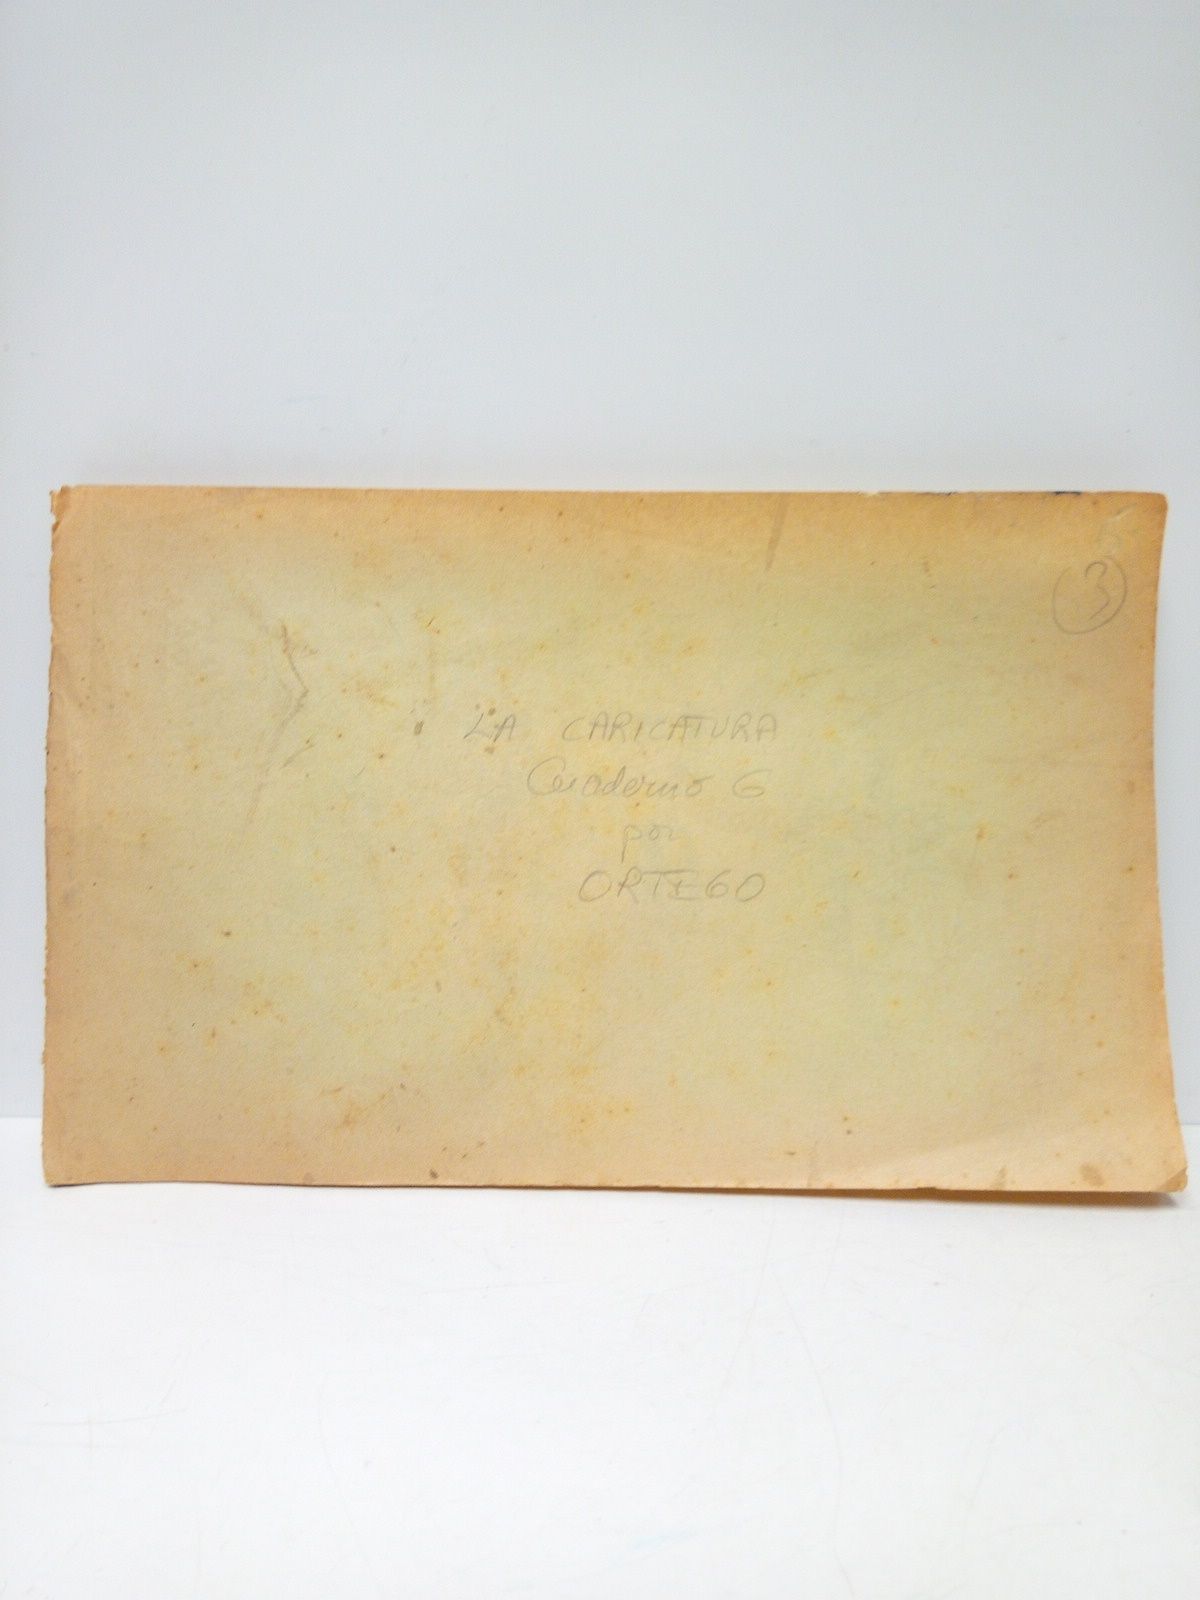 3
LA CARICATURA
Cuaderno 6
por
ORTEGO